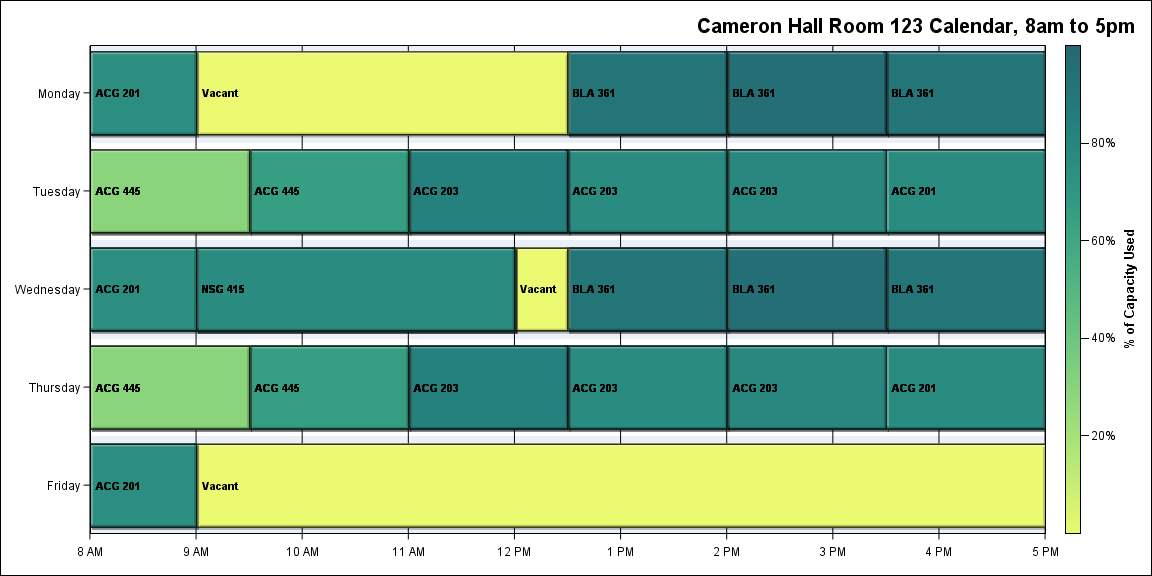 Cameron Hall Room 123 Calendar, 8am to 5pm
Monday
ACG 201
Vacant
BLA 361
BLA 361
BLA 361
80%
Tuesday
ACG 445
ACG 445
ACG 203
ACG 203
ACG 203
ACG 201
60%
Wednesday
ACG 201
NSG 415
Vacant
BLA 361
BLA 361
BLA 361
% of Capacity Used
40%
Thursday
ACG 445
ACG 445
ACG 203
ACG 203
ACG 203
ACG 201
20%
Friday
ACG 201
Vacant
8 AM 9 AM 10 AM 11 AM 12 PM 1 PM 2 PM 3 PM 4 PM 5 PM